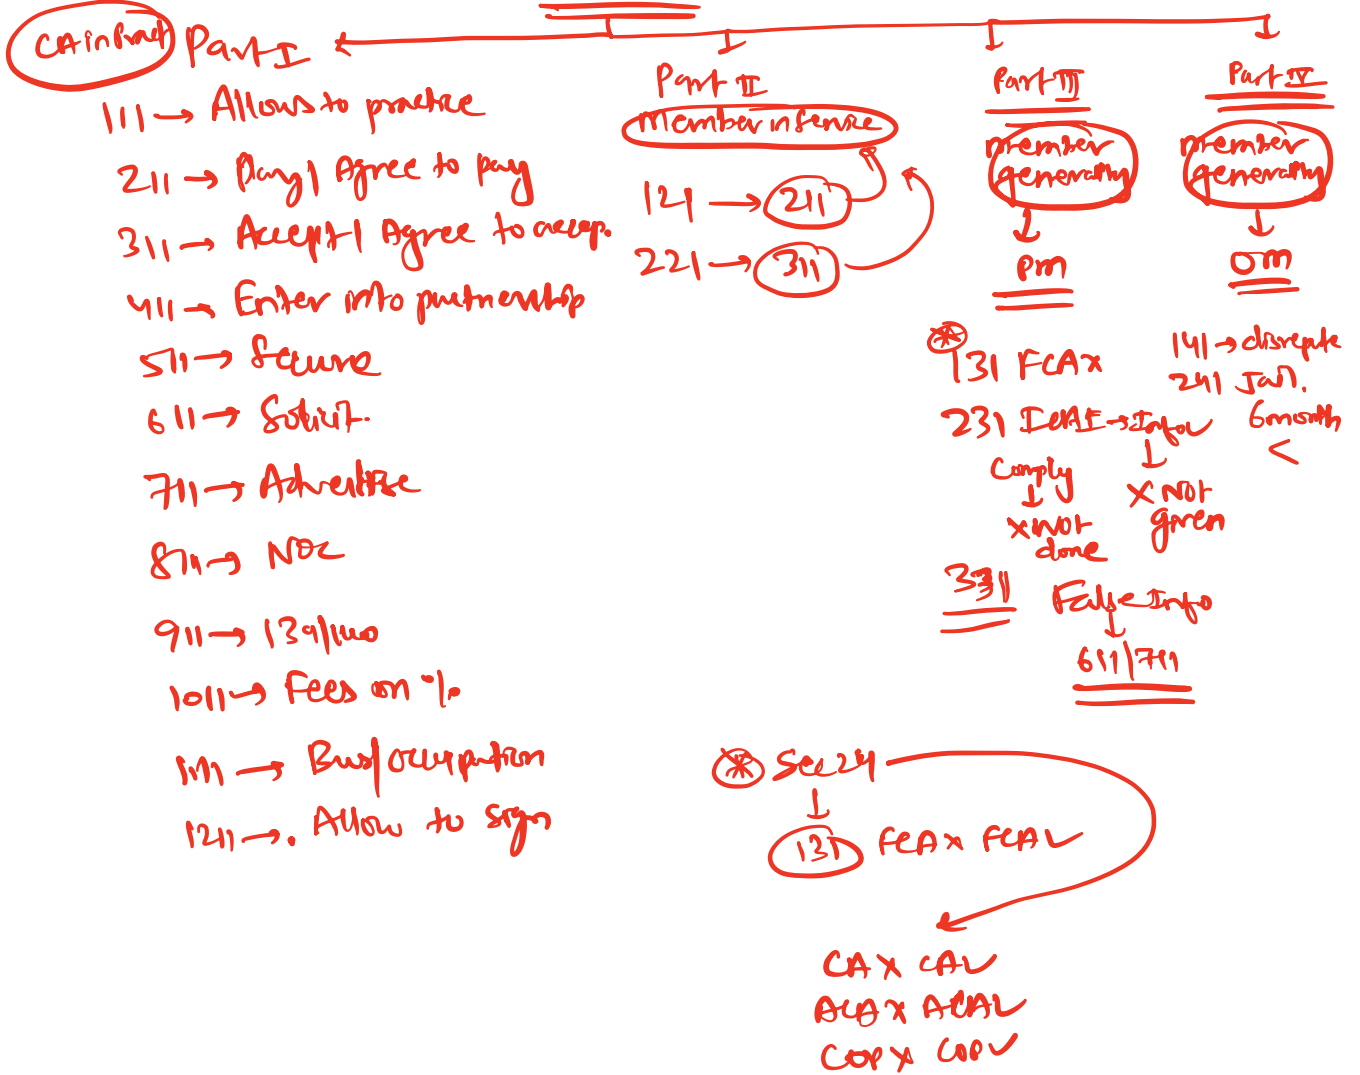 CA in Pract
Part I
111 → Allows to practice
211 → Pay/ Agree to pay
311 → Accept/ Agree to accep.
411 → Enter into partnership
511 → Secure
611 → Solicit.
711 → Advertise
811 → NOC
911 → 139/140
1011 → Fees on %.
1111 → Bus/occupation
1211 → . Allow to sign
Part II
Member in service
121 → 211
221 → 311
Part III
member
generally
PM
131 FCA x
231 ICAI → Info ✓
Comply
x Not
done
x Not
given
331 False Info
611/711
Part IV
member
generally
OM
141 → disrepute
241 Jail.
6 month
<
Sec 24
131 FCA x FCA ✓
CA x CA ✓
ACA x ACA ✓
COP x COP ✓